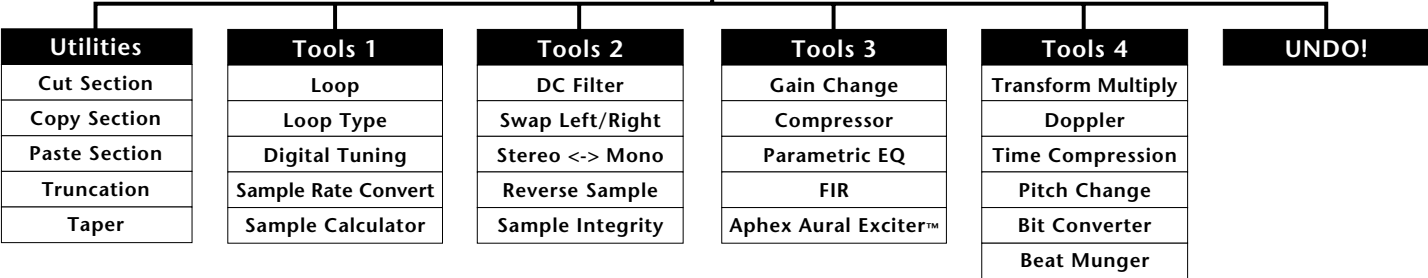 Utilities
Cut Section
Copy Section
Paste Section
Truncation
Taper
Tools 1
Loop
Loop Type
Digital Tuning
Sample Rate Convert
Sample Calculator
Tools 2
DC Filter
Swap Left/Right
Stereo <-> Mono
Reverse Sample
Sample Integrity
Tools 3
Gain Change
Compressor
Parametric EQ
FIR
Aphex Aural Exciter™
Tools 4
Transform Multiply
Doppler
Time Compression
Pitch Change
Bit Converter
Beat Munger
UNDO!